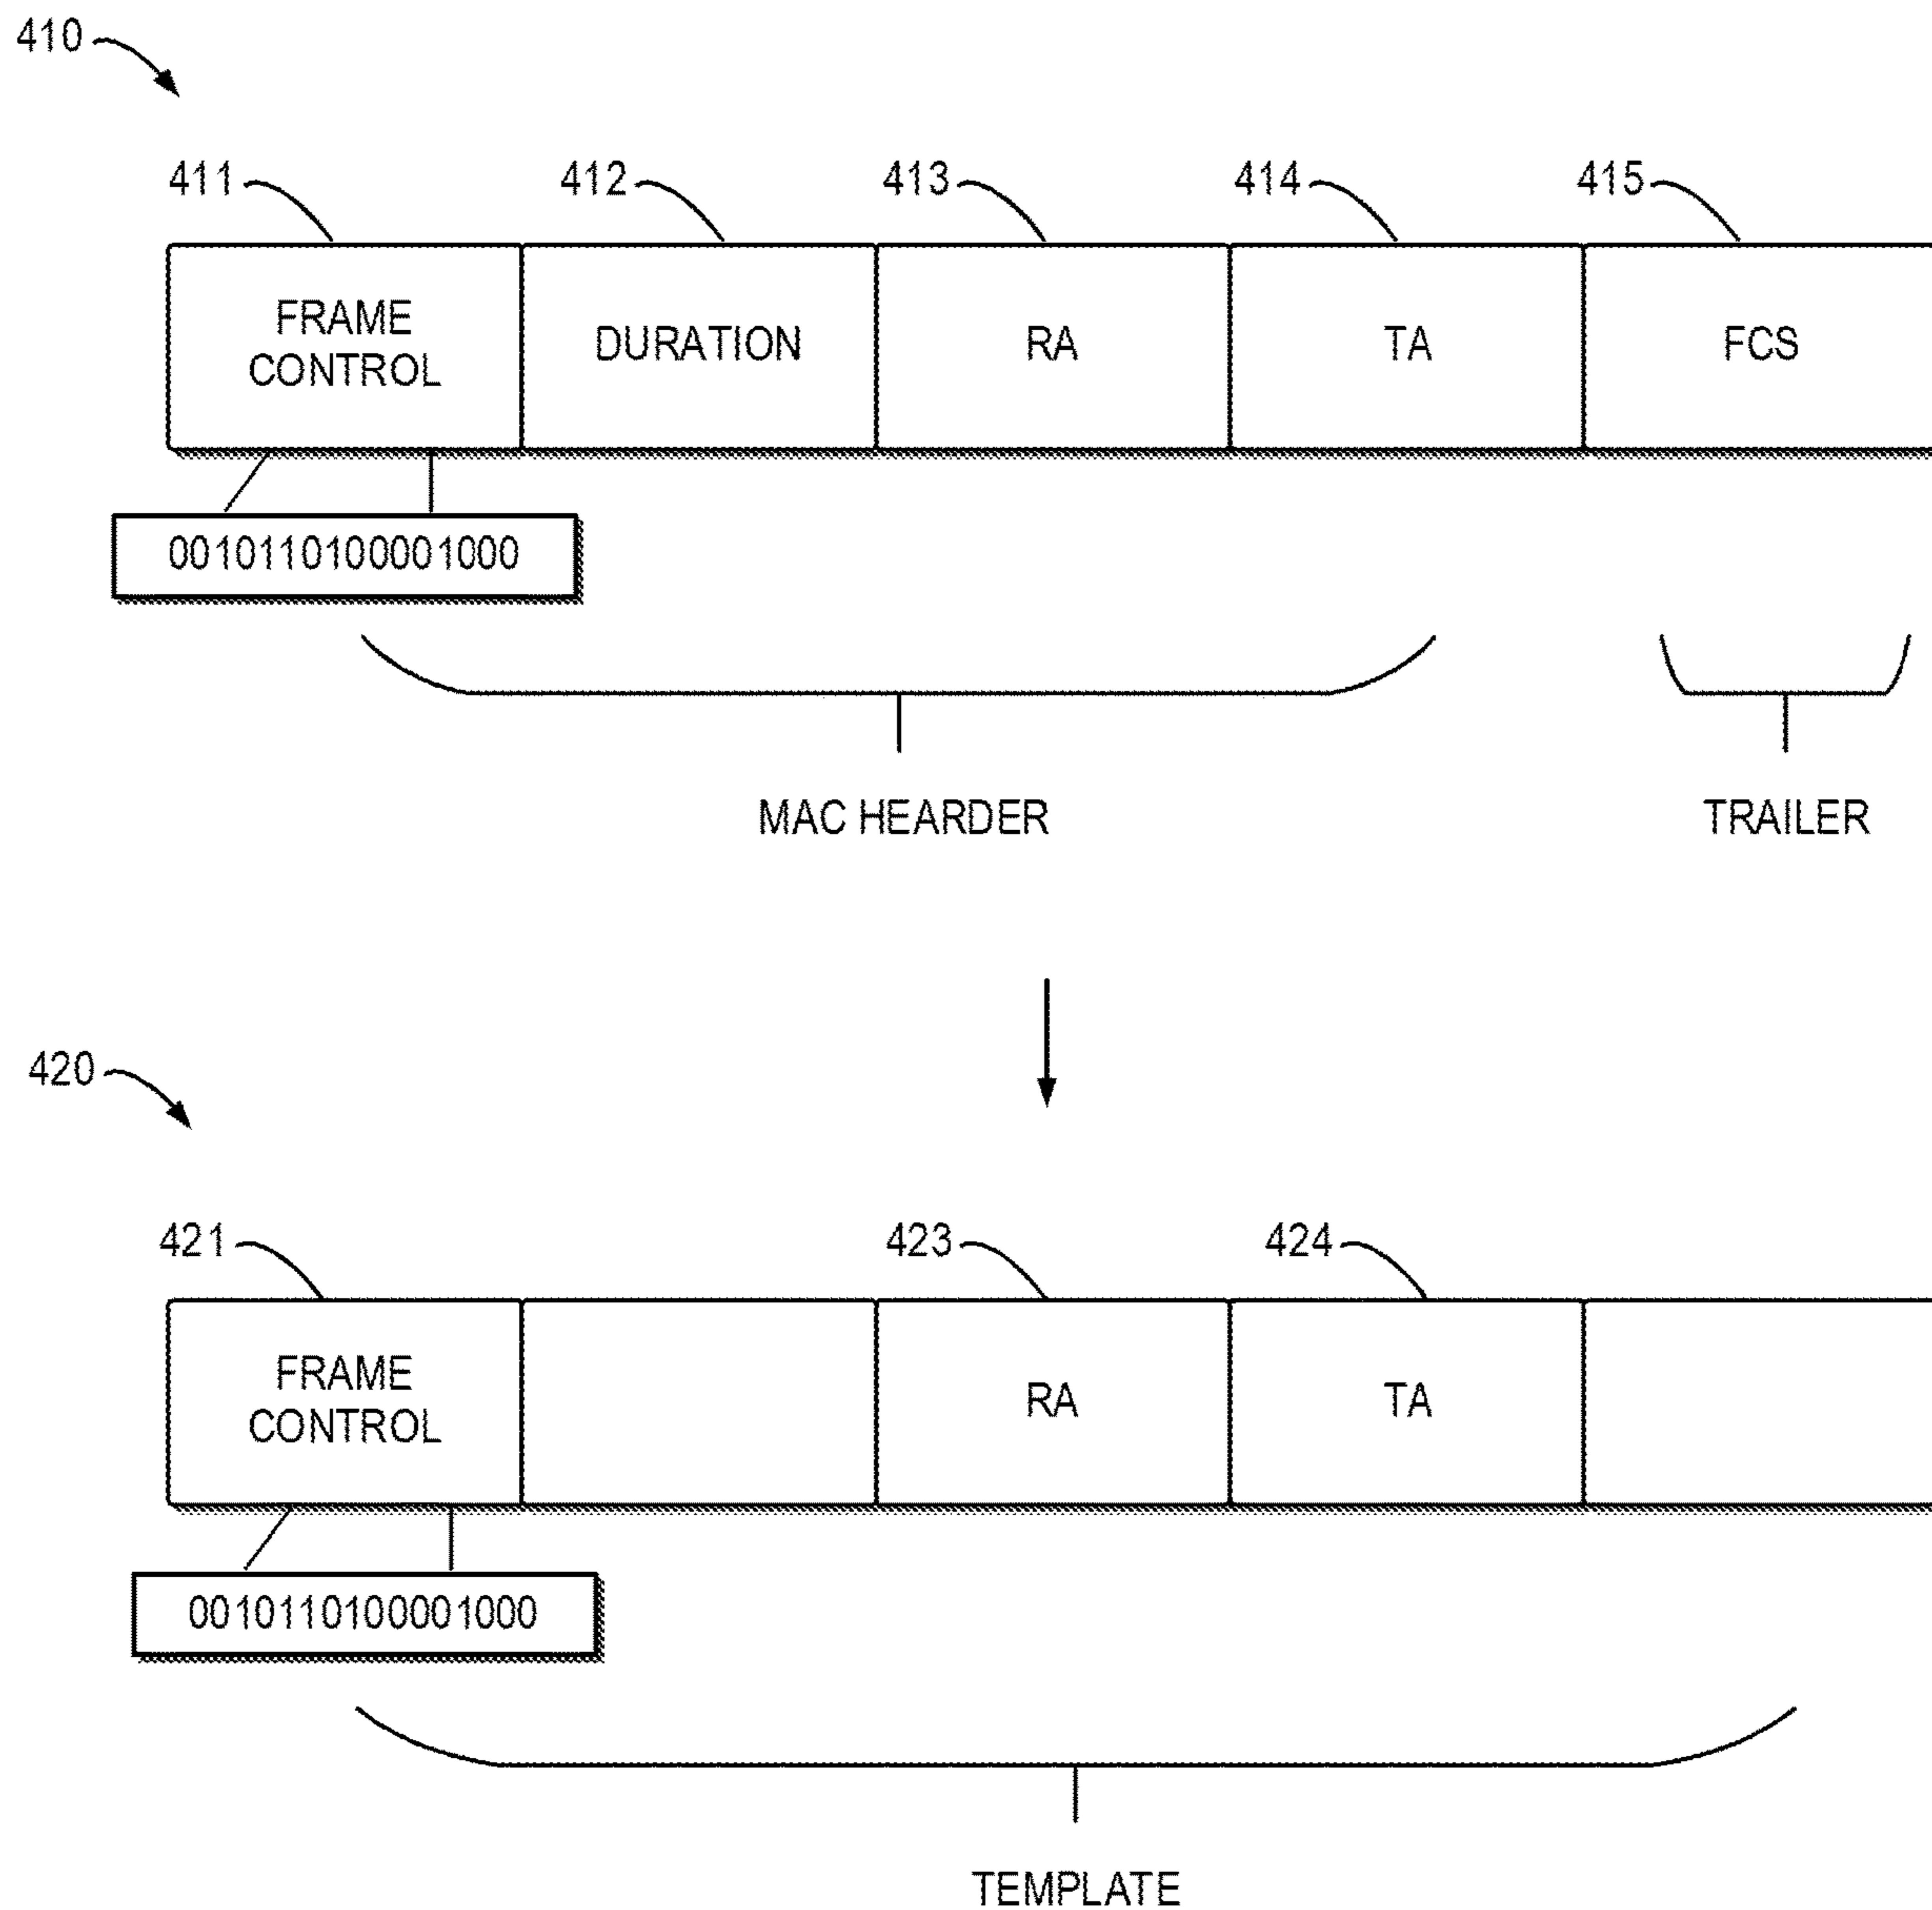 410
411 412 413 414 415
FRAME
CONTROL
DURATION
RA
TA
FCS
0010110100001000
MAC HEARDER
TRAILER
420
421 423 424
FRAME
CONTROL
RA
TA
0010110100001000
TEMPLATE